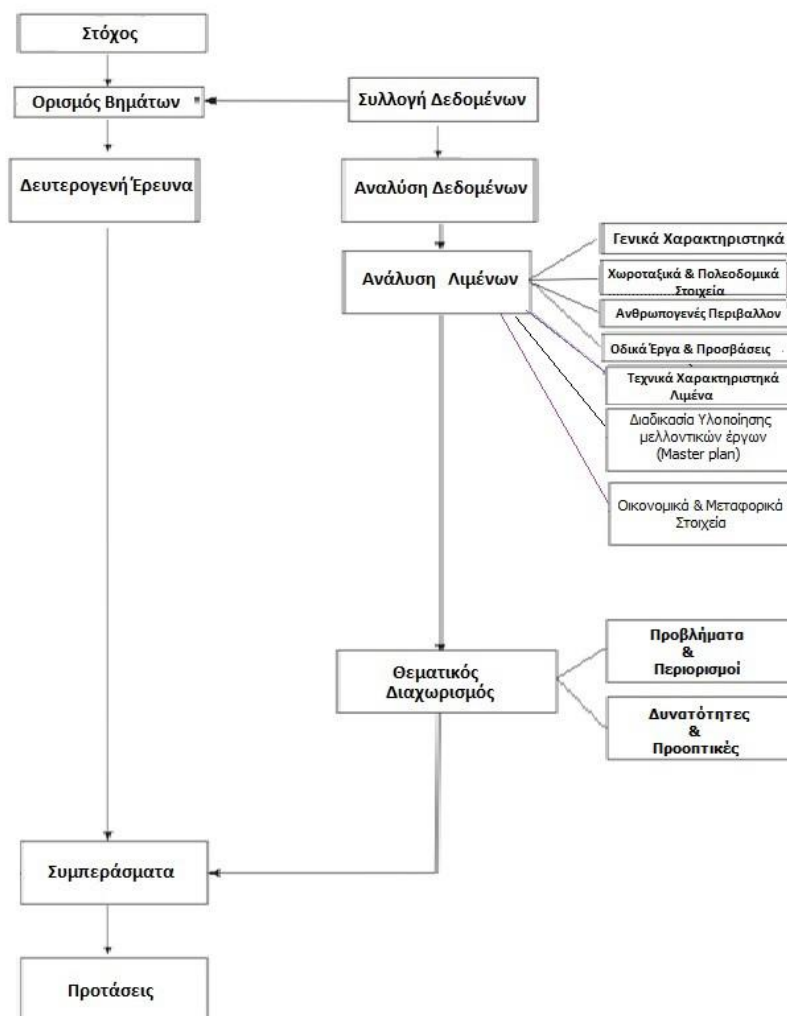 Στόχος
Ορισμός Βημάτων
Συλλογή Δεδομένων
Δευτερογενή Έρευνα
Αναλύση Δεδομένων
Ανάλυση Λιμένων
Γενικά Χαρακτηριστηκά
Χωροταξικά & Πολεοδομικά
Στοιχεία
Ανθρωπογενές Περιβαλλον
Οδικά Έργα & Προσβάσεις
Τεχνικά Χαρακτηριστηκά
Λιμένα
Διαδικασία Υλοποίησης
μελλοντικών έργων
(Master plan)
Οικονομικά & Μεταφορικά
Στοιχεία
Θεματικός
Διαχωρισμός
Προβλήματα
&
Περιορισμοί
Δυνατότητες
&
Προοπτικές
Συμπεράσματα
Προτάσεις